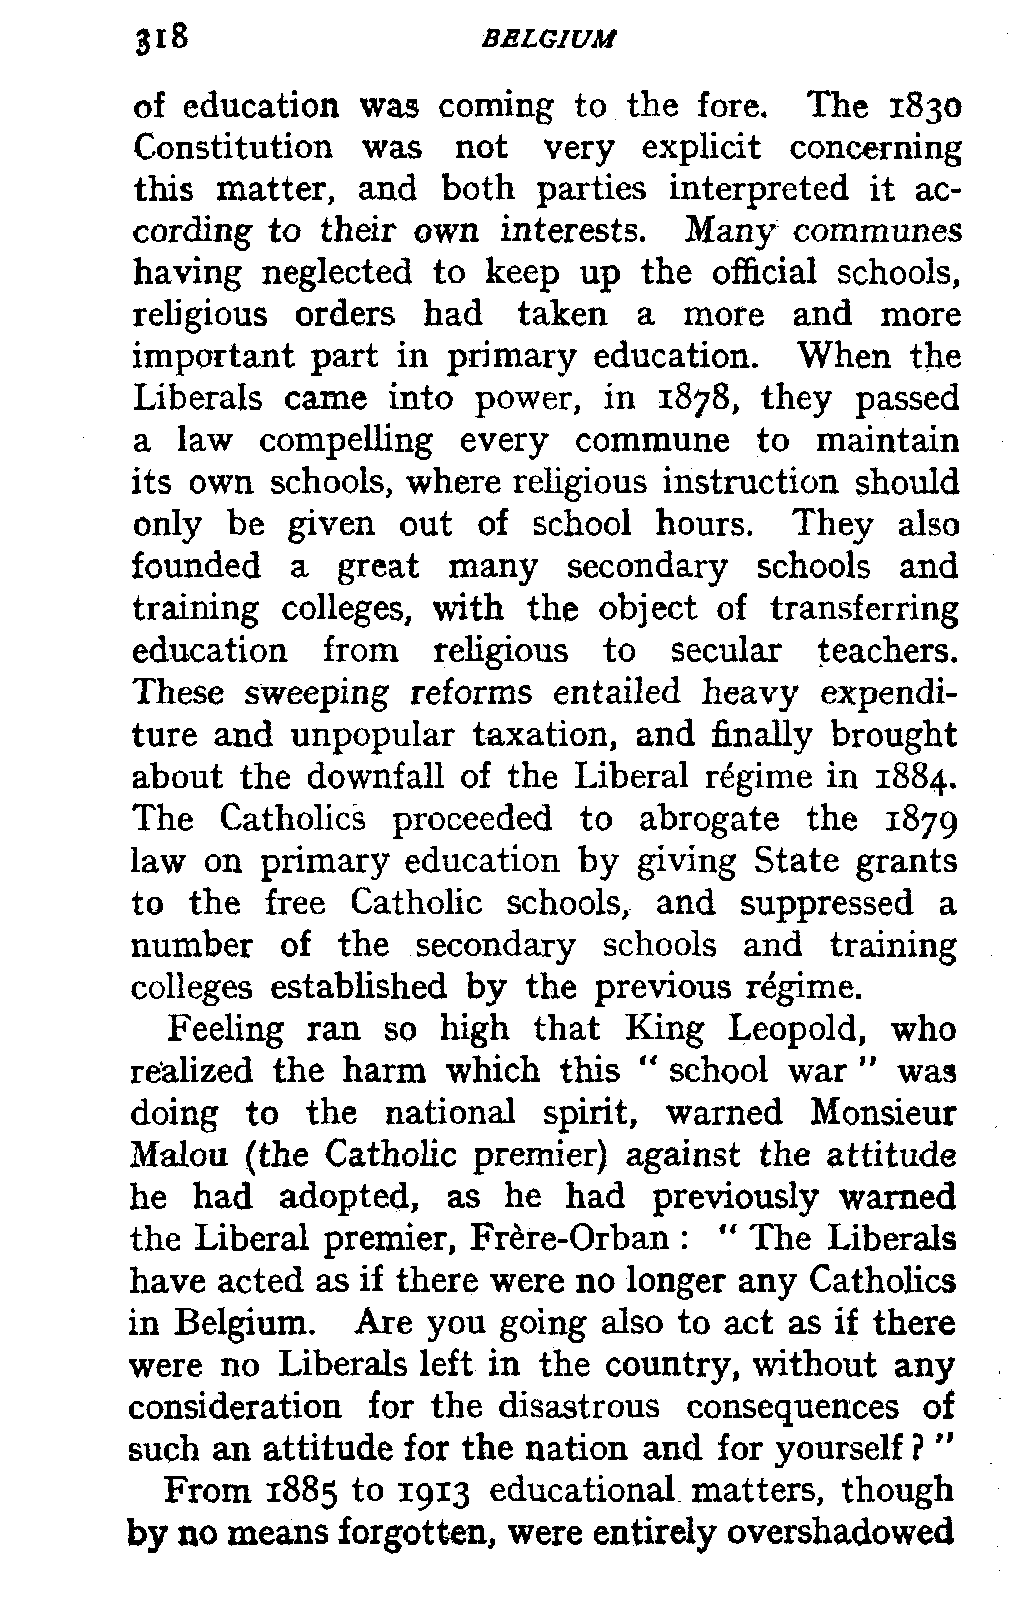 318 BELGIUM
of education was coming to the fore. The 1830
Constitution was not very explicit concerning
this matter, and both parties interpreted it ac-
cording to their own interests. Many communes
having neglected to keep up the official schools,
religious orders had taken a more and more
important part in primary education. When the
Liberals came into power, in 1878, they passed
a law compelling every commune to maintain
its own schools, where religious instruction should
only be given out of school hours. They also
founded a great many secondary schools and
training colleges, with the object of transferring
education from religious to secular teachers.
These sweeping reforms entailed heavy expendi-
ture and unpopular taxation, and finally brought
about the downfall of the Liberal régime in 1884.
The Catholics proceeded to abrogate the 1879
law on primary education by giving State grants
to the free Catholic schools, and suppressed a
number of the secondary schools and training
colleges established by the previous régime.
Feeling ran so high that King Leopold, who
realized the harm which this " school war " was
doing to the national spirit, warned Monsieur
Malou (the Catholic premier) against the attitude
he had adopted, as he had previously warned
the Liberal premier, Frère-Orban : " The Liberals
have acted as if there were no longer any Catholics
in Belgium. Are you going also to act as if there
were no Liberals left in the country, without any
consideration for the disastrous consequences of
such an attitude for the nation and for yourself ? "
From 1885 to 1913 educational matters, though
by no means forgotten, were entirely overshadowed